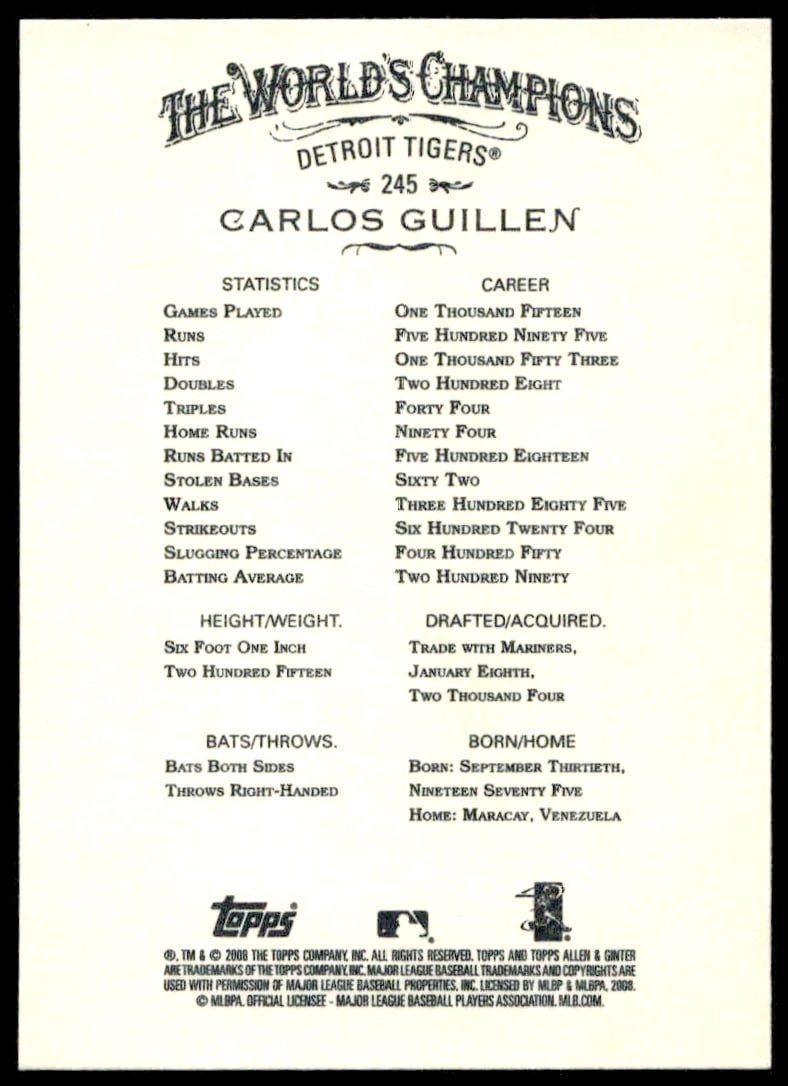 THE WORLD'S CHAMPIONS
DETROIT TIGERS®
245
CARLOS GUILLEN
STATISTICS CAREER
GAMES PLAYED ONE THOUSAND FIFTEEN
RUNS FIVE HUNDRED NINETY FIVE
HITS ONE THOUSAND FIFTY THREE
DOUBLES TWO HUNDRED EIGHT
TRIPLES FORTY FOUR
HOME RUNS NINETY FOUR
RUNS BATTED IN FIVE HUNDRED EIGHTEEN
STOLEN BASES SIXTY TWO
WALKS THREE HUNDRED EIGHTY FIVE
STRIKEOUTS SIX HUNDRED TWENTY FOUR
SLUGGING PERCENTAGE FOUR HUNDRED FIFTY
BATTING AVERAGE TWO HUNDRED NINETY
HEIGHT/WEIGHT. DRAFTED/ACQUIRED.
SIX FOOT ONE INCH TRADE WITH MARINERS,
TWO HUNDRED FIFTEEN JANUARY EIGHTH,
TWO THOUSAND FOUR
BATS/THROWS. BORN/HOME
BATS BOTH SIDES BORN: SEPTEMBER THIRTIETH,
THROWS RIGHT-HANDED NINETEEN SEVENTY FIVE
HOME: MARACAY, VENEZUELA
topps®
®, TM & © 2008 THE TOPPS COMPANY, INC. ALL RIGHTS RESERVED. TOPPS AND TOPPS ALLEN & GINTER
ARE TRADEMARKS OF THE TOPPS COMPANY, INC. MAJOR LEAGUE BASEBALL TRADEMARKS AND COPYRIGHTS ARE
USED WITH PERMISSION OF MAJOR LEAGUE BASEBALL PROPERTIES, INC. LICENSED BY MLBP & MLBPA, 2008.
© MLBPA. OFFICIAL LICENSEE - MAJOR LEAGUE BASEBALL PLAYERS ASSOCIATION. MLB.COM.